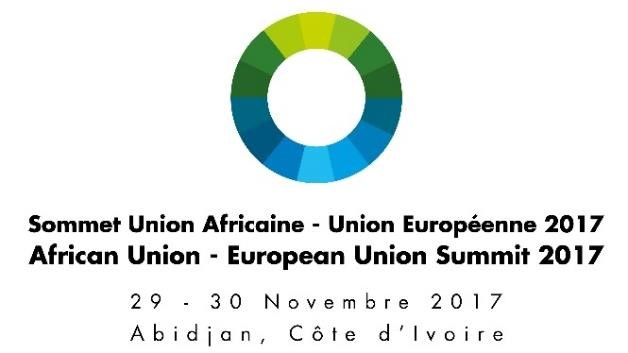 Sommet Union Africaine - Union Européenne 2017
African Union - European Union Summit 2017
29 - 30 Novembre 2017
Abidjan, Côte d'Ivoire